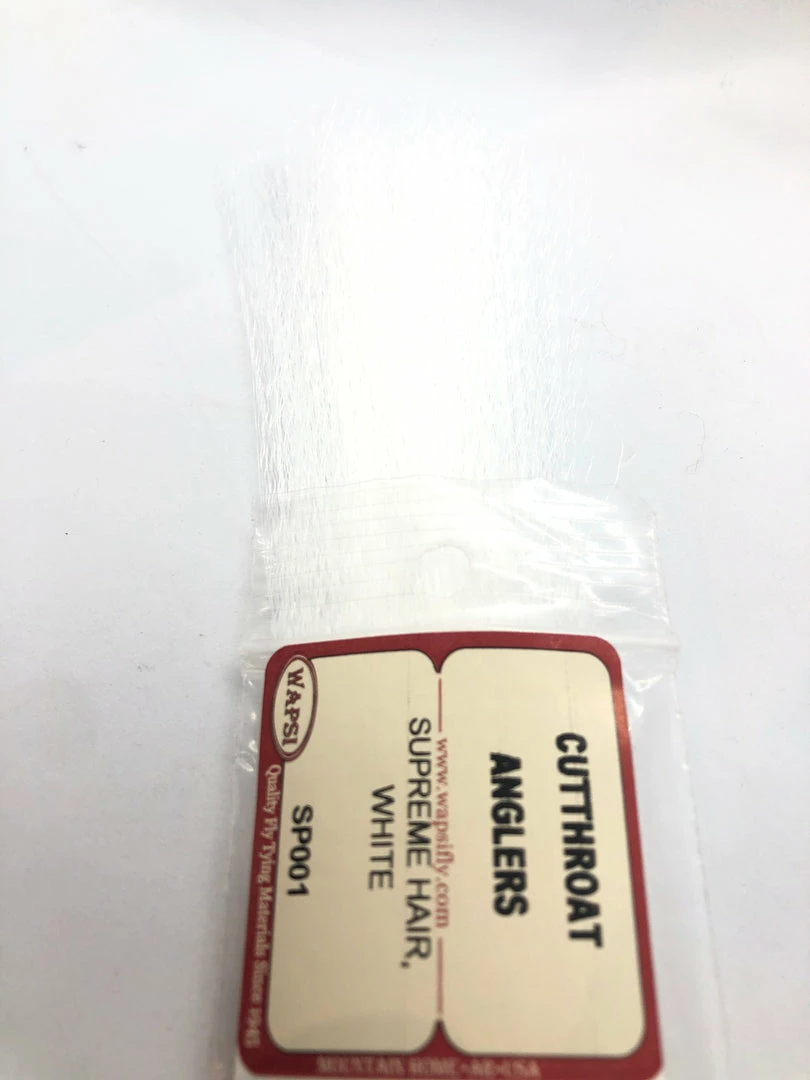 CUTTHROAT
ANGLERS
www.wapsifly.com
SUPREME HAIR,
WHITE
SP001
WAPSI
Quality Fly Tying Materials Since 1945
MOUNTAIN HOME•AR•USA